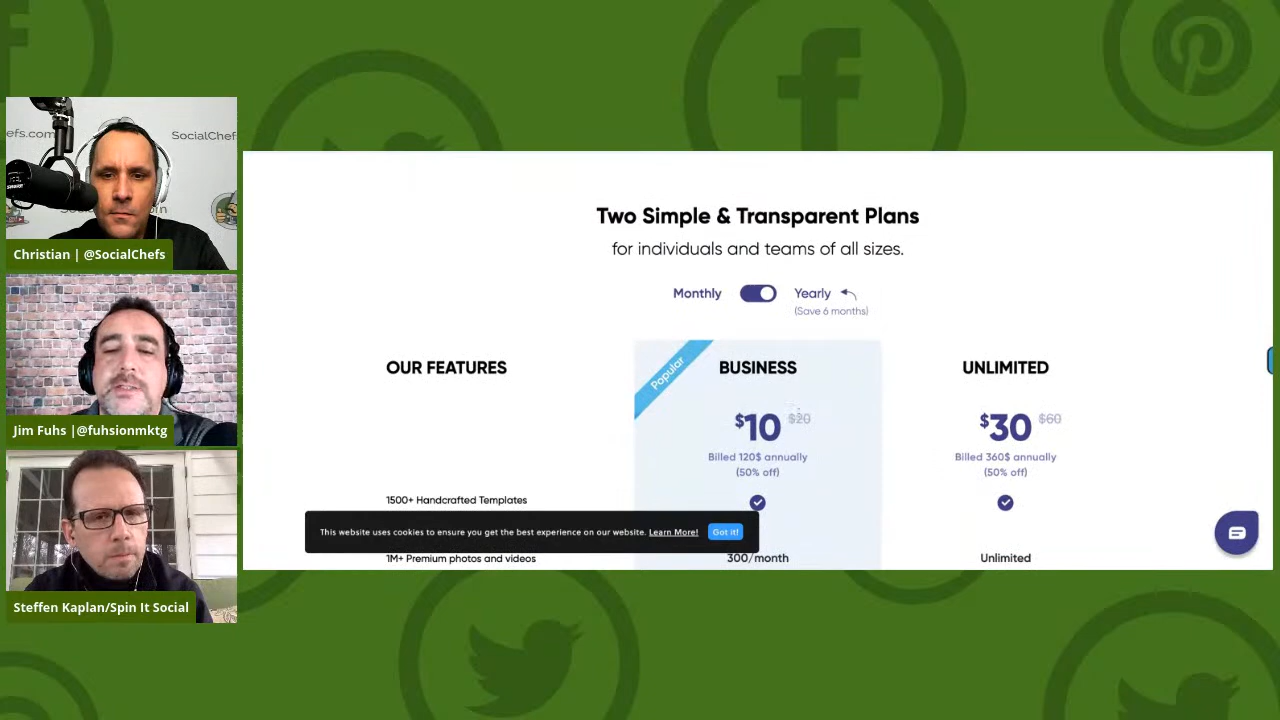 efs.com
SocialChef
Christian | @SocialChefs
Jim Fuhs |@fuhsionmktg
Steffen Kaplan/Spin It Social
Two Simple & Transparent Plans
for individuals and teams of all sizes.
Monthly
Yearly
(Save 6 months)
OUR FEATURES
Popular
BUSINESS
UNLIMITED
$10 $20
$30 $60
Billed 120$ annually
(50% off)
Billed 360$ annually
(50% off)
1500+ Handcrafted Templates
This website uses cookies to ensure you get the best experience on our website. Learn More! Got it!
1M+ Premium photos and videos
300/month
Unlimited